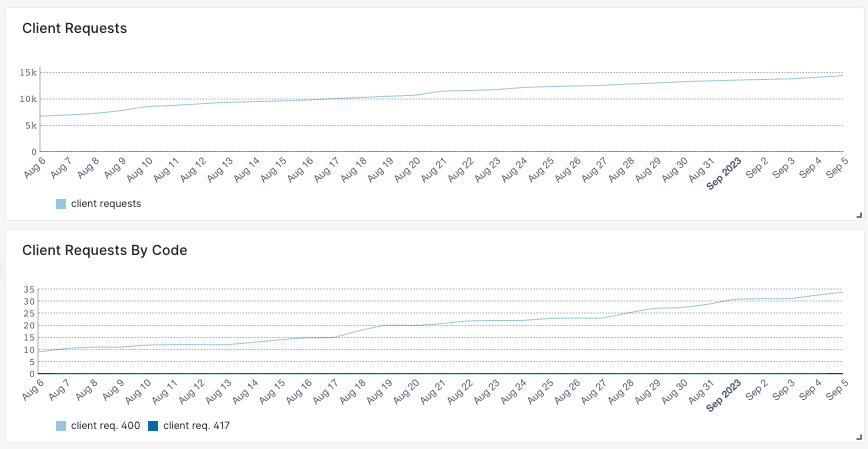 Client Requests
15k
10k
5k
0
Aug 6 Aug 7 Aug 8 Aug 9 Aug 10 Aug 11 Aug 12 Aug 13 Aug 14 Aug 15 Aug 16 Aug 17 Aug 18 Aug 19 Aug 20 Aug 21 Aug 22 Aug 23 Aug 24 Aug 25 Aug 26 Aug 27 Aug 28 Aug 29 Aug 30 Aug 31 Sep 2023 Sep 2 Sep 3 Sep 4 Sep 5
client requests
Client Requests By Code
35
30
25
20
15
10
5
0
Aug 6 Aug 7 Aug 8 Aug 9 Aug 10 Aug 11 Aug 12 Aug 13 Aug 14 Aug 15 Aug 16 Aug 17 Aug 18 Aug 19 Aug 20 Aug 21 Aug 22 Aug 23 Aug 24 Aug 25 Aug 26 Aug 27 Aug 28 Aug 29 Aug 30 Aug 31 Sep 2023 Sep 2 Sep 3 Sep 4 Sep 5
client req. 400 client req. 417